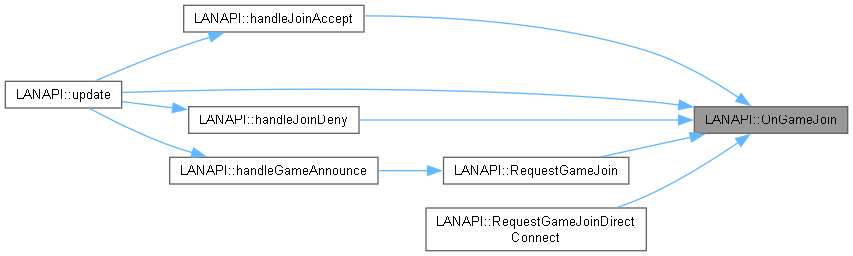 LANAPI::handleJoinAccept
LANAPI::update
LANAPI::OnGameJoin
LANAPI::handleJoinDeny
LANAPI::handleGameAnnounce
LANAPI::RequestGameJoin
LANAPI::RequestGameJoinDirect
Connect